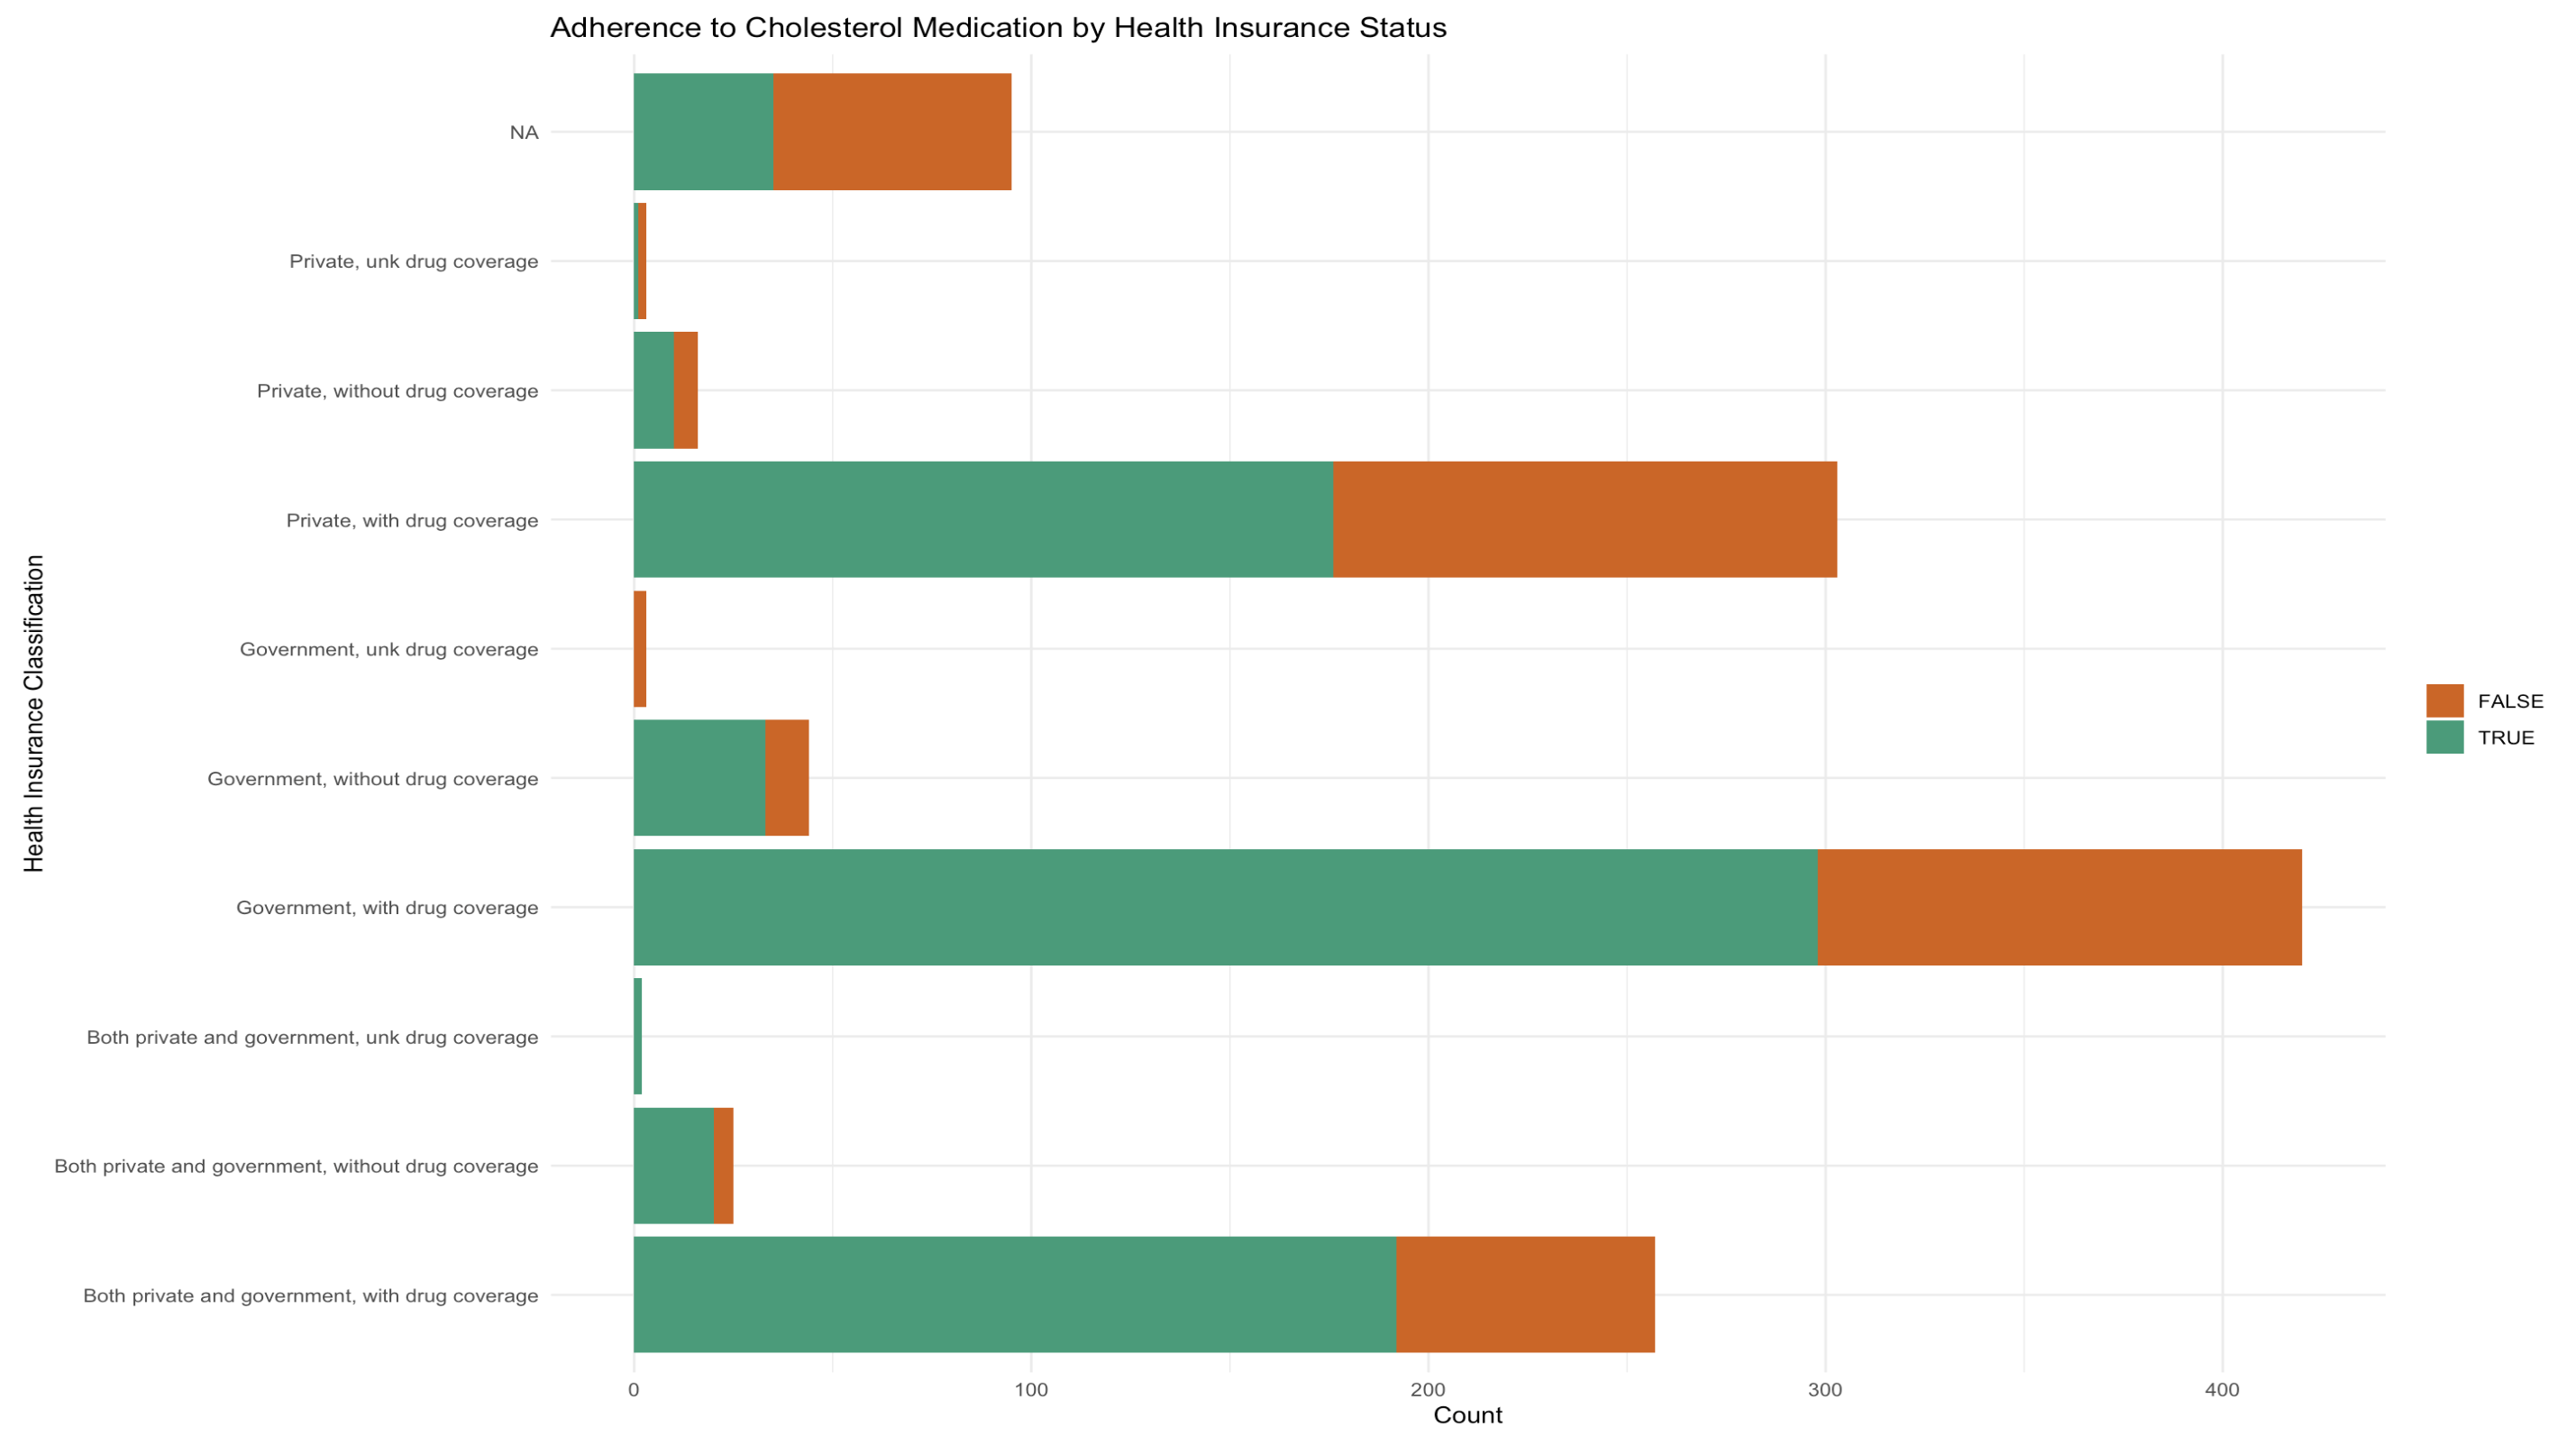 Adherence to Cholesterol Medication by Health Insurance Status
Health Insurance Classification
NA
Private, unk drug coverage
Private, without drug coverage
Private, with drug coverage
Government, unk drug coverage
Government, without drug coverage
Government, with drug coverage
Both private and government, unk drug coverage
Both private and government, without drug coverage
Both private and government, with drug coverage
0 100 200 300 400
Count
FALSE
TRUE